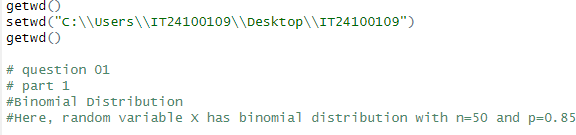 getwd()
setwd("C:\\Users\\IT24100109\\Desktop\\IT24100109")
getwd()
# question 01
# part 1
#Binomial Distribution
#Here, random variable X has binomial distribution with n=50 and p=0.85